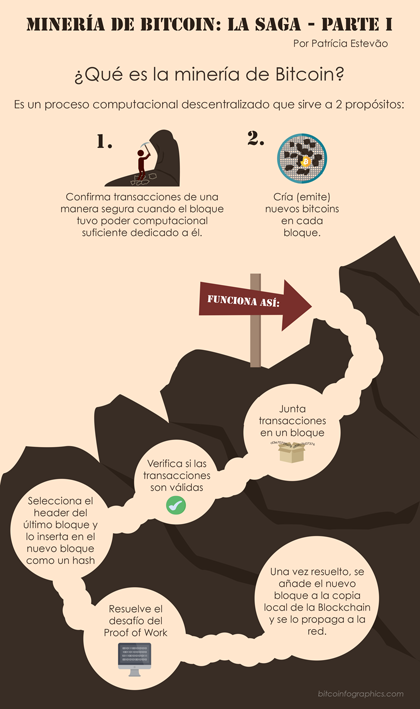 MINERÍA DE BITCOIN: LA SAGA - PARTE I
Por Patrícia Estevão
¿Qué es la minería de Bitcoin?
Es un proceso computacional descentralizado que sirve a 2 propósitos:
1.
Confirma transacciones de una
manera segura cuando el bloque
tuvo poder computacional
suficiente dedicado a él.
2.
Cría (emite)
nuevos bitcoins
en cada
bloque.
FUNCIONA ASÍ:
Junta
transacciones
en un bloque
Verifica si las
transacciones
son válidas
Selecciona el
header del
último bloque y
lo inserta en el
nuevo bloque
como un hash
Resuelve el
desafío del
Proof of Work
Una vez resuelto, se
añade el nuevo
bloque a la copia
local de la Blockchain
y se lo propaga a la
red.
bitcoinfographics.com